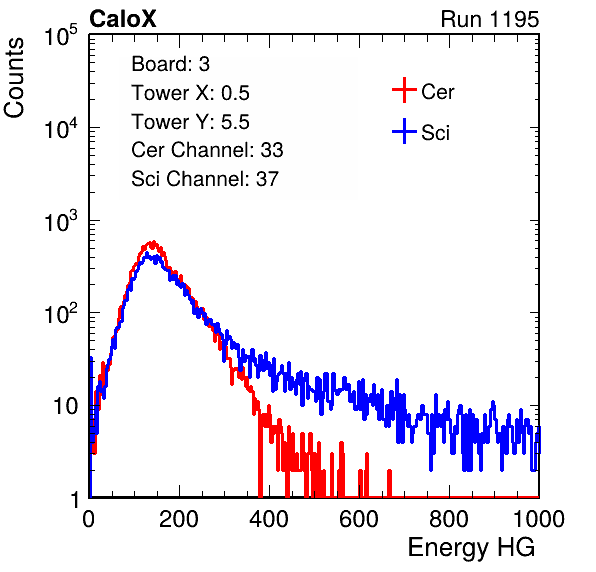 CaloX Run 1195
Counts
Board: 3
Tower X: 0.5
Tower Y: 5.5
Cer Channel: 33
Sci Channel: 37
Cer
Sci
10^5
10^4
10^3
10^2
10
1
0 200 400 600 800 1000
Energy HG